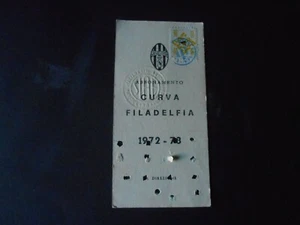 ABBONAMENTO
CURVA
FILADELFIA
1972-73